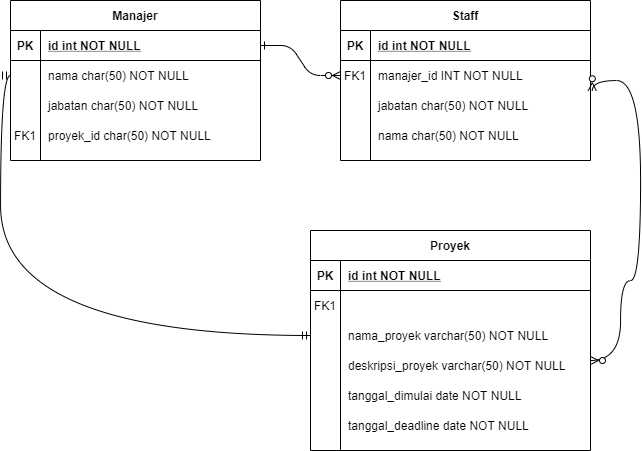 Manajer
PK id int NOT NULL
nama char(50) NOT NULL
jabatan char(50) NOT NULL
FK1 proyek_id char(50) NOT NULL
Staff
PK id int NOT NULL
FK1 manajer_id INT NOT NULL
jabatan char(50) NOT NULL
nama char(50) NOT NULL
Proyek
PK id int NOT NULL
FK1
nama_proyek varchar(50) NOT NULL
deskripsi_proyek varchar(50) NOT NULL
tanggal_dimulai date NOT NULL
tanggal_deadline date NOT NULL